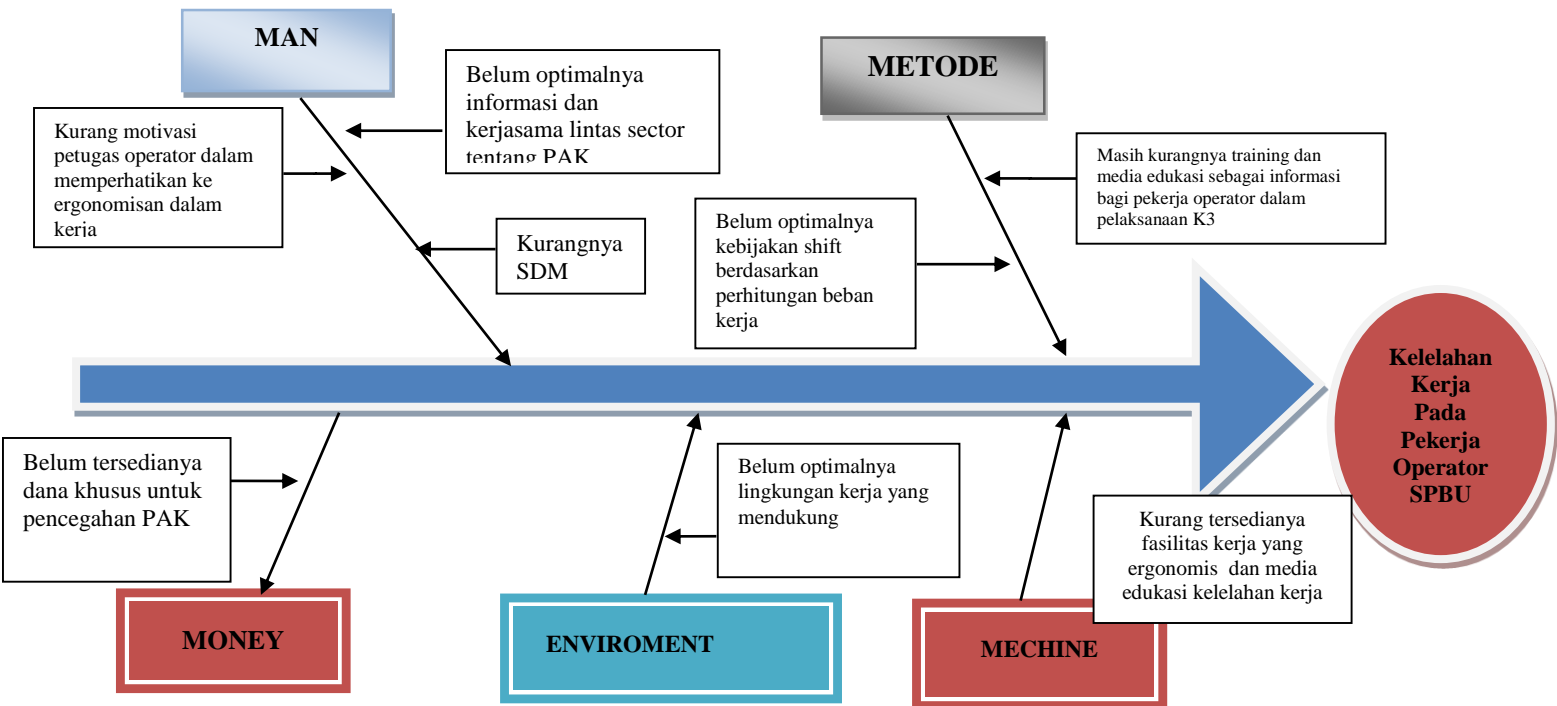 MAN
Belum optimalnya
informasi dan
kerjasama lintas sector
tentang PAK
METODE
Kurang motivasi
petugas operator dalam
memperhatikan ke
ergonomisan dalam
kerja
Masih kurangnya training dan
media edukasi sebagai informasi
bagi pekerja operator dalam
pelaksanaan K3
Kurangnya
SDM
Belum optimalnya
kebijakan shift
berdasarkan
perhitungan beban
kerja
Kelelahan
Kerja
Pada
Pekerja
Operator
SPBU
Belum tersedianya
dana khusus untuk
pencegahan PAK
Belum optimalnya
lingkungan kerja yang
mendukung
Kurang tersedianya
fasilitas kerja yang
ergonomis dan media
edukasi kelelahan kerja
MONEY
ENVIROMENT
MECHINE